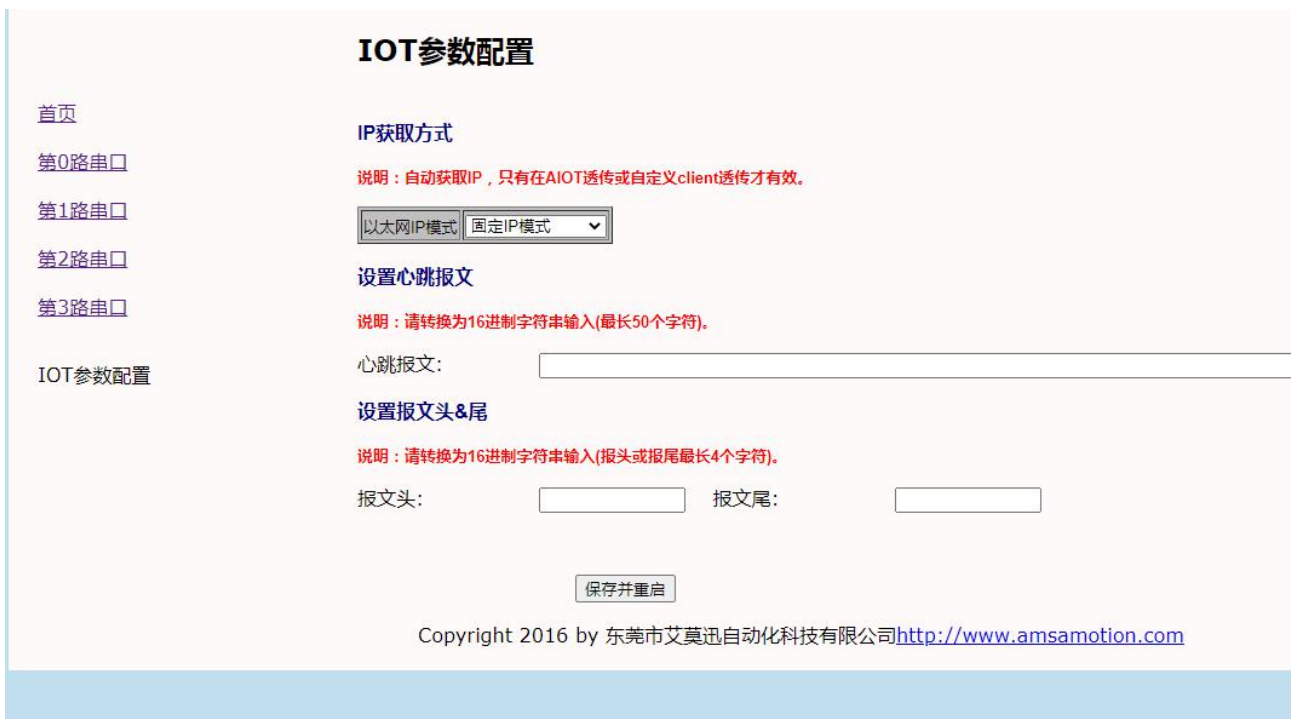 IOT参数配置
首页
第0路串口
第1路串口
第2路串口
第3路串口
IOT参数配置
IP获取方式
说明：自动获取IP，只有在AIOT透传或自定义client透传才有效。
以太网IP模式 固定IP模式
设置心跳报文
说明：请转换为16进制字符串输入(最长50个字符)。
心跳报文:
设置报文头&尾
说明：请转换为16进制字符串输入(报头或报尾最长4个字符)。
报文头: 报文尾:
保存并重启
Copyright 2016 by 东莞市艾莫迅自动化科技有限公司http://www.amsamotion.com